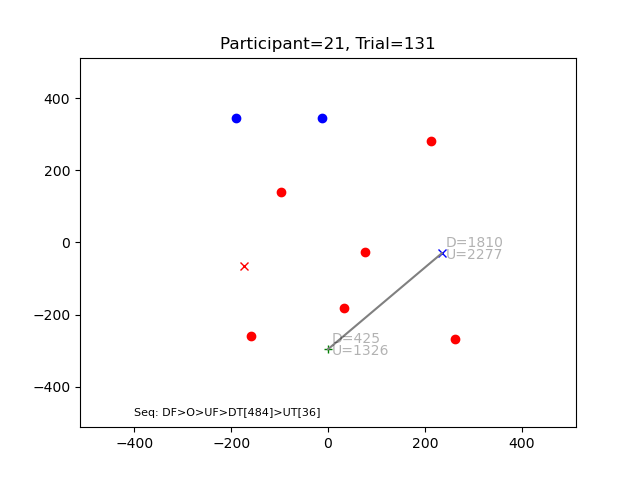 Participant=21, Trial=131
400
200
0
−200
−400
D=1810
U=2277
D=425
U=1326
Seq: DF>O>UF>DT[484]>UT[36]
−400
−200
0
200
400